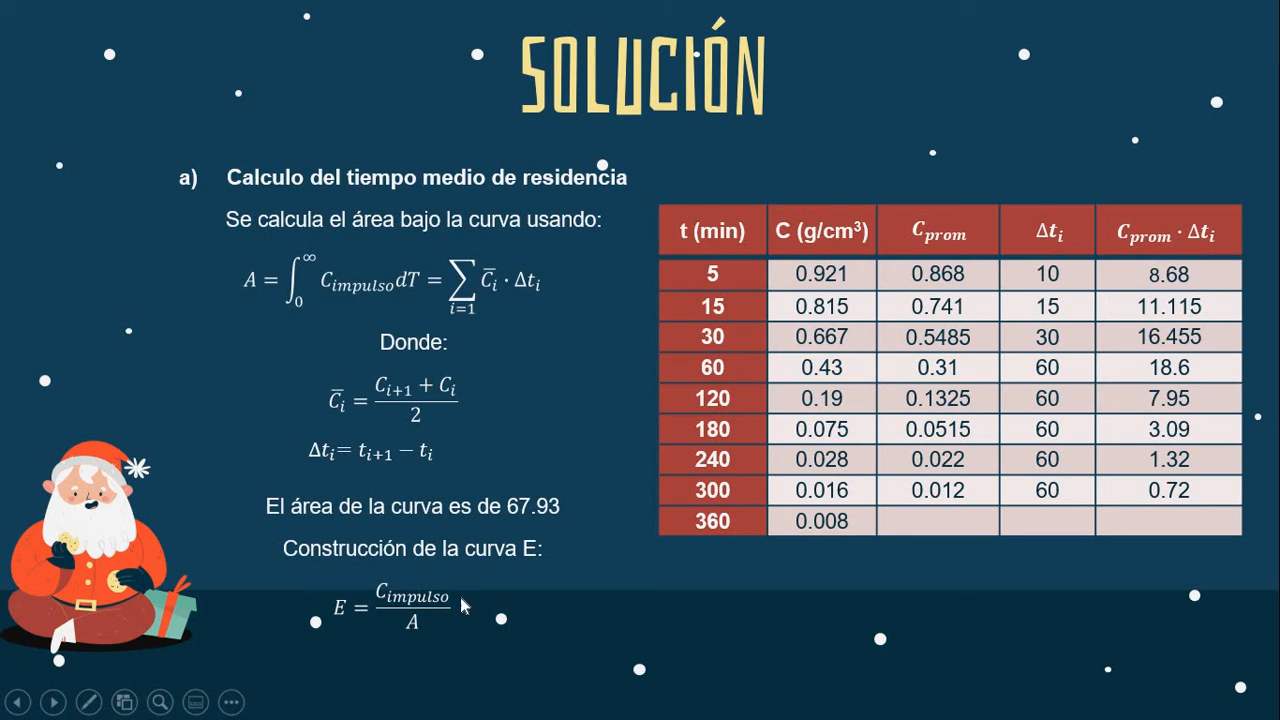 SOLUCIÓN
a) Calculo del tiempo medio de residencia
Se calcula el área bajo la curva usando:
A = ∫₀^∞ C_impulso dT = ∑_{i=1} C̅_i · Δt_i
Donde:
C̅_i = (C_{i+1} + C_i) / 2
Δt_i = t_{i+1} − t_i
El área de la curva es de 67.93
Construcción de la curva E:
E = C_impulso / A
t (min) C (g/cm³) C_prom Δt_i C_prom · Δt_i
5 0.921 0.868 10 8.68
15 0.815 0.741 15 11.115
30 0.667 0.5485 30 16.455
60 0.43 0.31 60 18.6
120 0.19 0.1325 60 7.95
180 0.075 0.0515 60 3.09
240 0.028 0.022 60 1.32
300 0.016 0.012 60 0.72
360 0.008